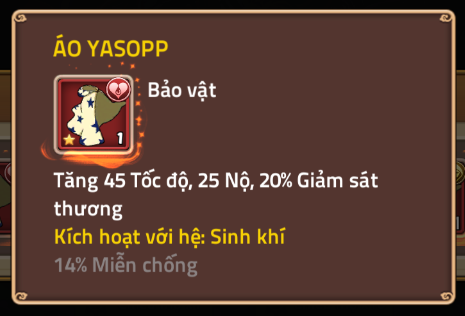 ÁO YASOPP
Bảo vật
1
Tăng 45 Tốc độ, 25 Nộ, 20% Giảm sát
thương
Kích hoạt với hệ: Sinh khí
14% Miễn chống
1